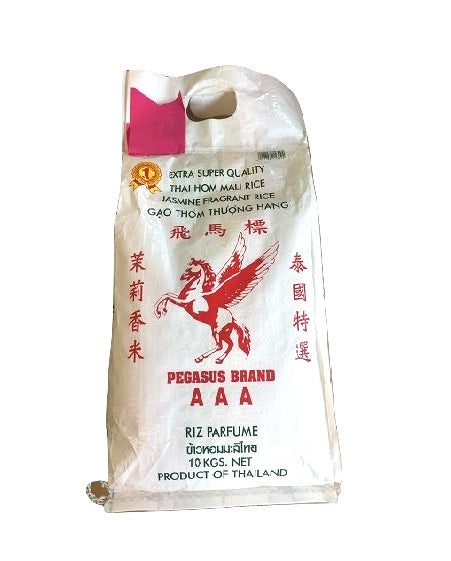 EXTRA SUPER QUALITY
THAI HOM MALI RICE
JASMINE FRAGRANT RICE
GẠO THƠM THƯỢNG HẠNG
飛馬標
茉莉香米
泰國特選
PEGASUS BRAND
A A A
RIZ PARFUME
ข้าวหอมมะลิไทย
10 KGS. NET
PRODUCT OF THAILAND